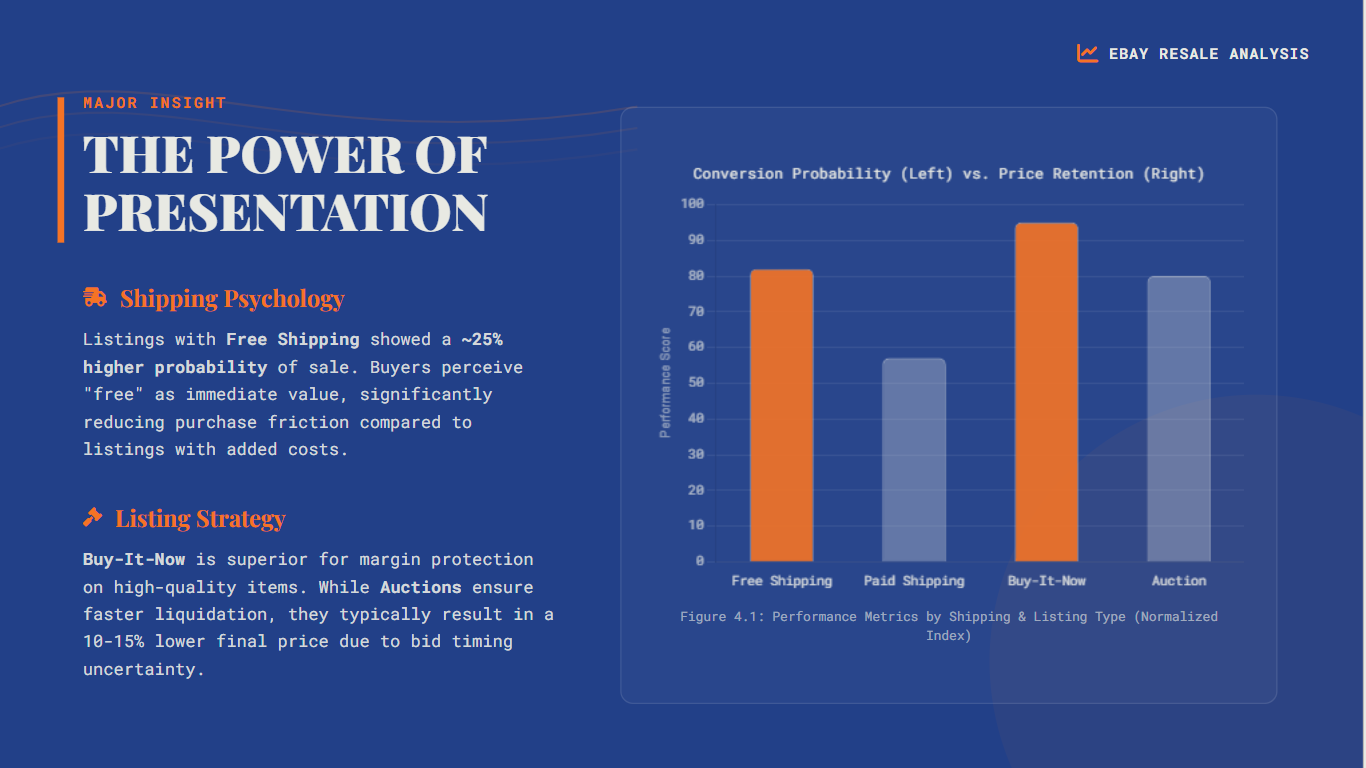 EBAY RESALE ANALYSIS
MAJOR INSIGHT
THE POWER OF
PRESENTATION
Shipping Psychology
Listings with Free Shipping showed a ~25%
higher probability of sale. Buyers perceive
"free" as immediate value, significantly
reducing purchase friction compared to
listings with added costs.
Listing Strategy
Buy-It-Now is superior for margin protection
on high-quality items. While Auctions ensure
faster liquidation, they typically result in a
10-15% lower final price due to bid timing
uncertainty.
Conversion Probability (Left) vs. Price Retention (Right)
Performance Score
100
90
80
70
60
50
40
30
20
10
0
Free Shipping Paid Shipping Buy-It-Now Auction
Figure 4.1: Performance Metrics by Shipping & Listing Type (Normalized
Index)